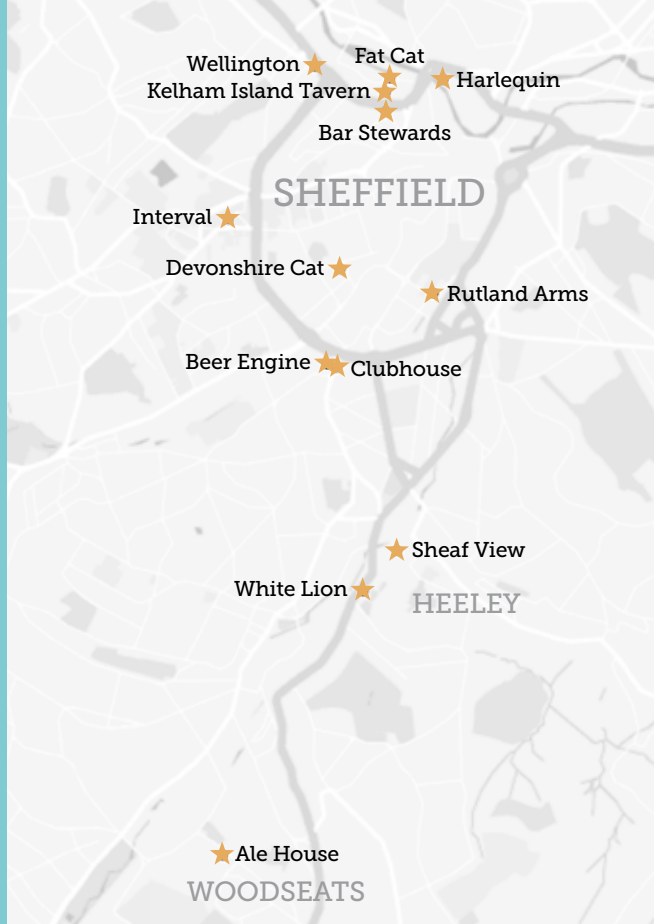 Fat Cat
Wellington
Harlequin
Kelham Island Tavern
Bar Stewards
SHEFFIELD
Interval
Devonshire Cat
Rutland Arms
Beer Engine
Clubhouse
Sheaf View
White Lion
HEELEY
Ale House
WOODSEATS